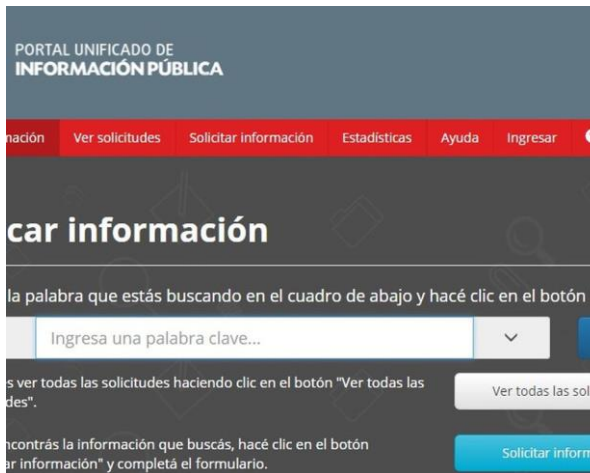 PORTAL UNIFICADO DE
INFORMACIÓN PÚBLICA
mación Ver solicitudes Solicitar información Estadísticas Ayuda Ingresar
car información
la palabra que estás buscando en el cuadro de abajo y hacé clic en el botón
Ingresa una palabra clave...
s ver todas las solicitudes haciendo clic en el botón "Ver todas las
des".
Ver todas las sol
ncontrás la información que buscás, hacé clic en el botón
ar información" y completá el formulario.
Solicitar inform